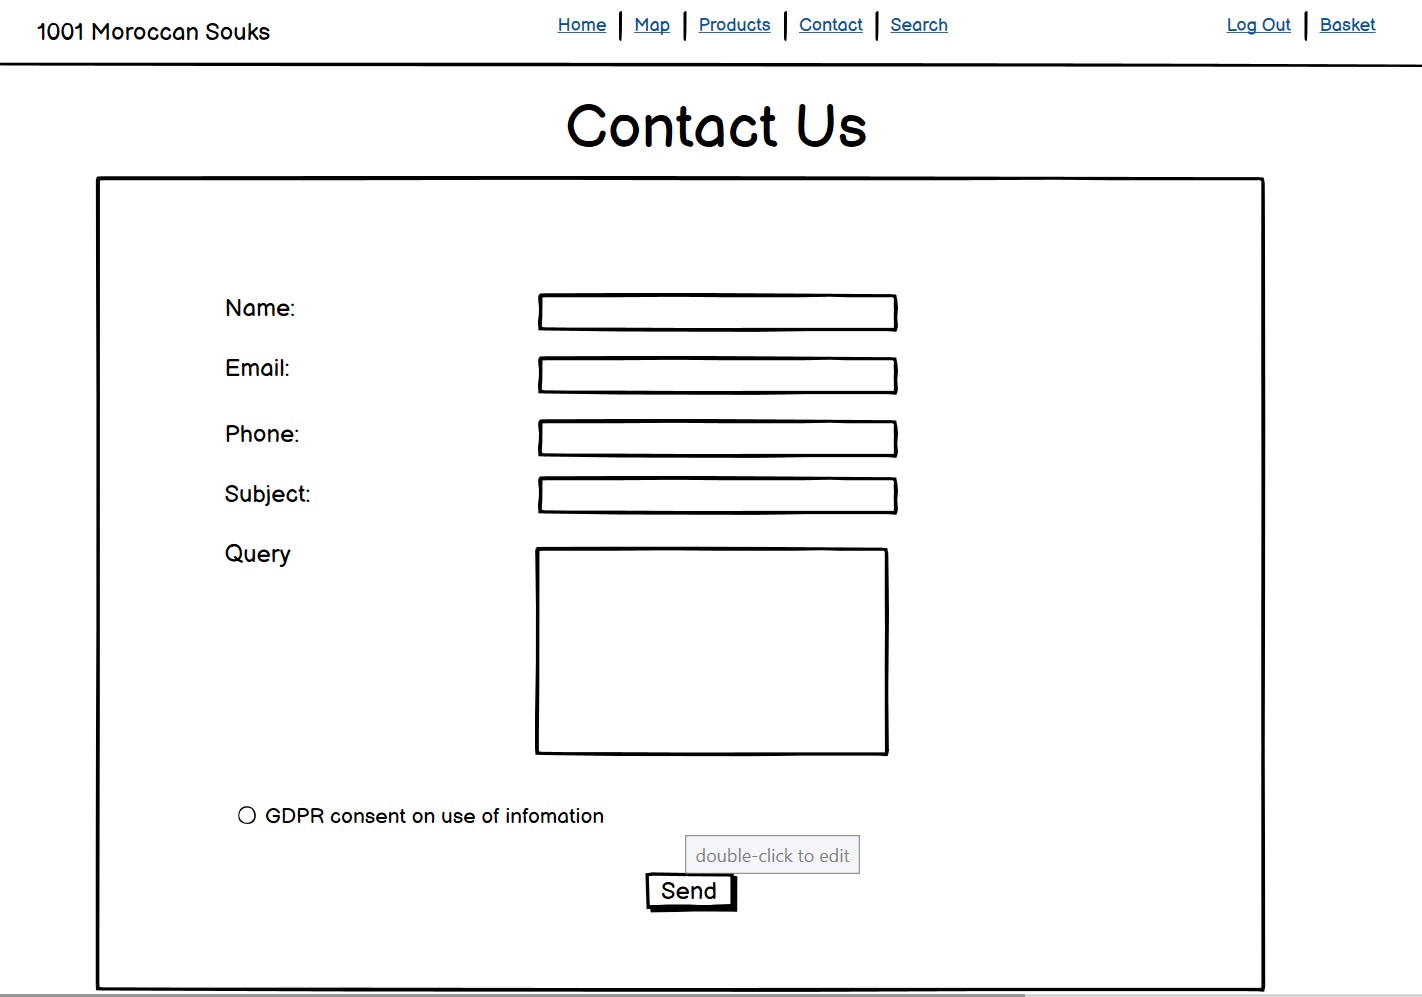 1001 Moroccan Souks
Home Map Products Contact Search
Log Out Basket
Contact Us
Name:
Email:
Phone:
Subject:
Query
GDPR consent on use of infomation
double-click to edit
Send